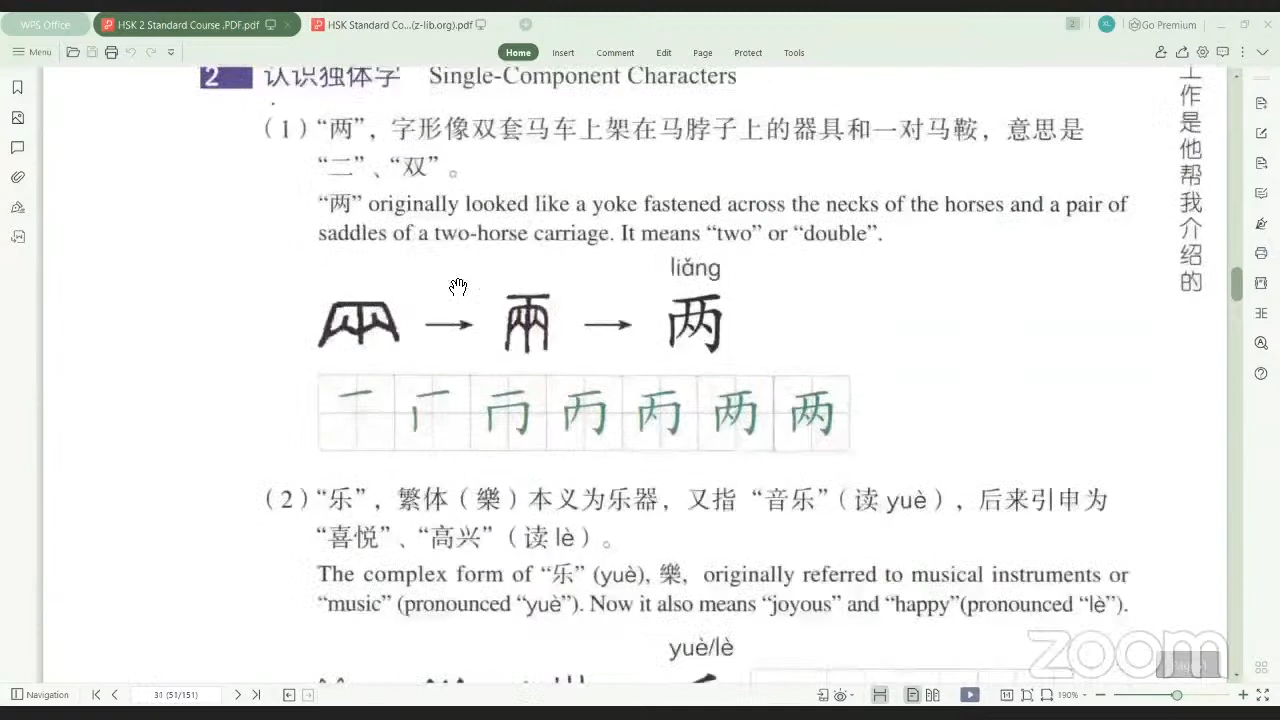 WPS Office
HSK 2 Standard Course .PDF.pdf
HSK Standard Co...(z-lib.org).pdf
2
XL
Go Premium
Menu
Home Insert Comment Edit Page Protect Tools
2 认识独体字 Single-Component Characters
（1）“两”，字形像双套马车上架在马脖子上的器具和一对马鞍，意思是
“二”、“双”。
“两” originally looked like a yoke fastened across the necks of the horses and a pair of
saddles of a two-horse carriage. It means “two” or “double”.
liǎng
→ 兩 → 两
两 两
（2）“乐”，繁体（樂）本义为乐器，又指 “音乐”（读 yuè），后来引申为
“喜悦”、“高兴”（读 lè）。
The complex form of “乐” (yuè), 樂, originally referred to musical instruments or
“music” (pronounced “yuè”). Now it also means “joyous” and “happy”(pronounced “lè”).
yuè/lè
工作是他帮我介绍的
zoom
Navigation
31 (51/151)
190%